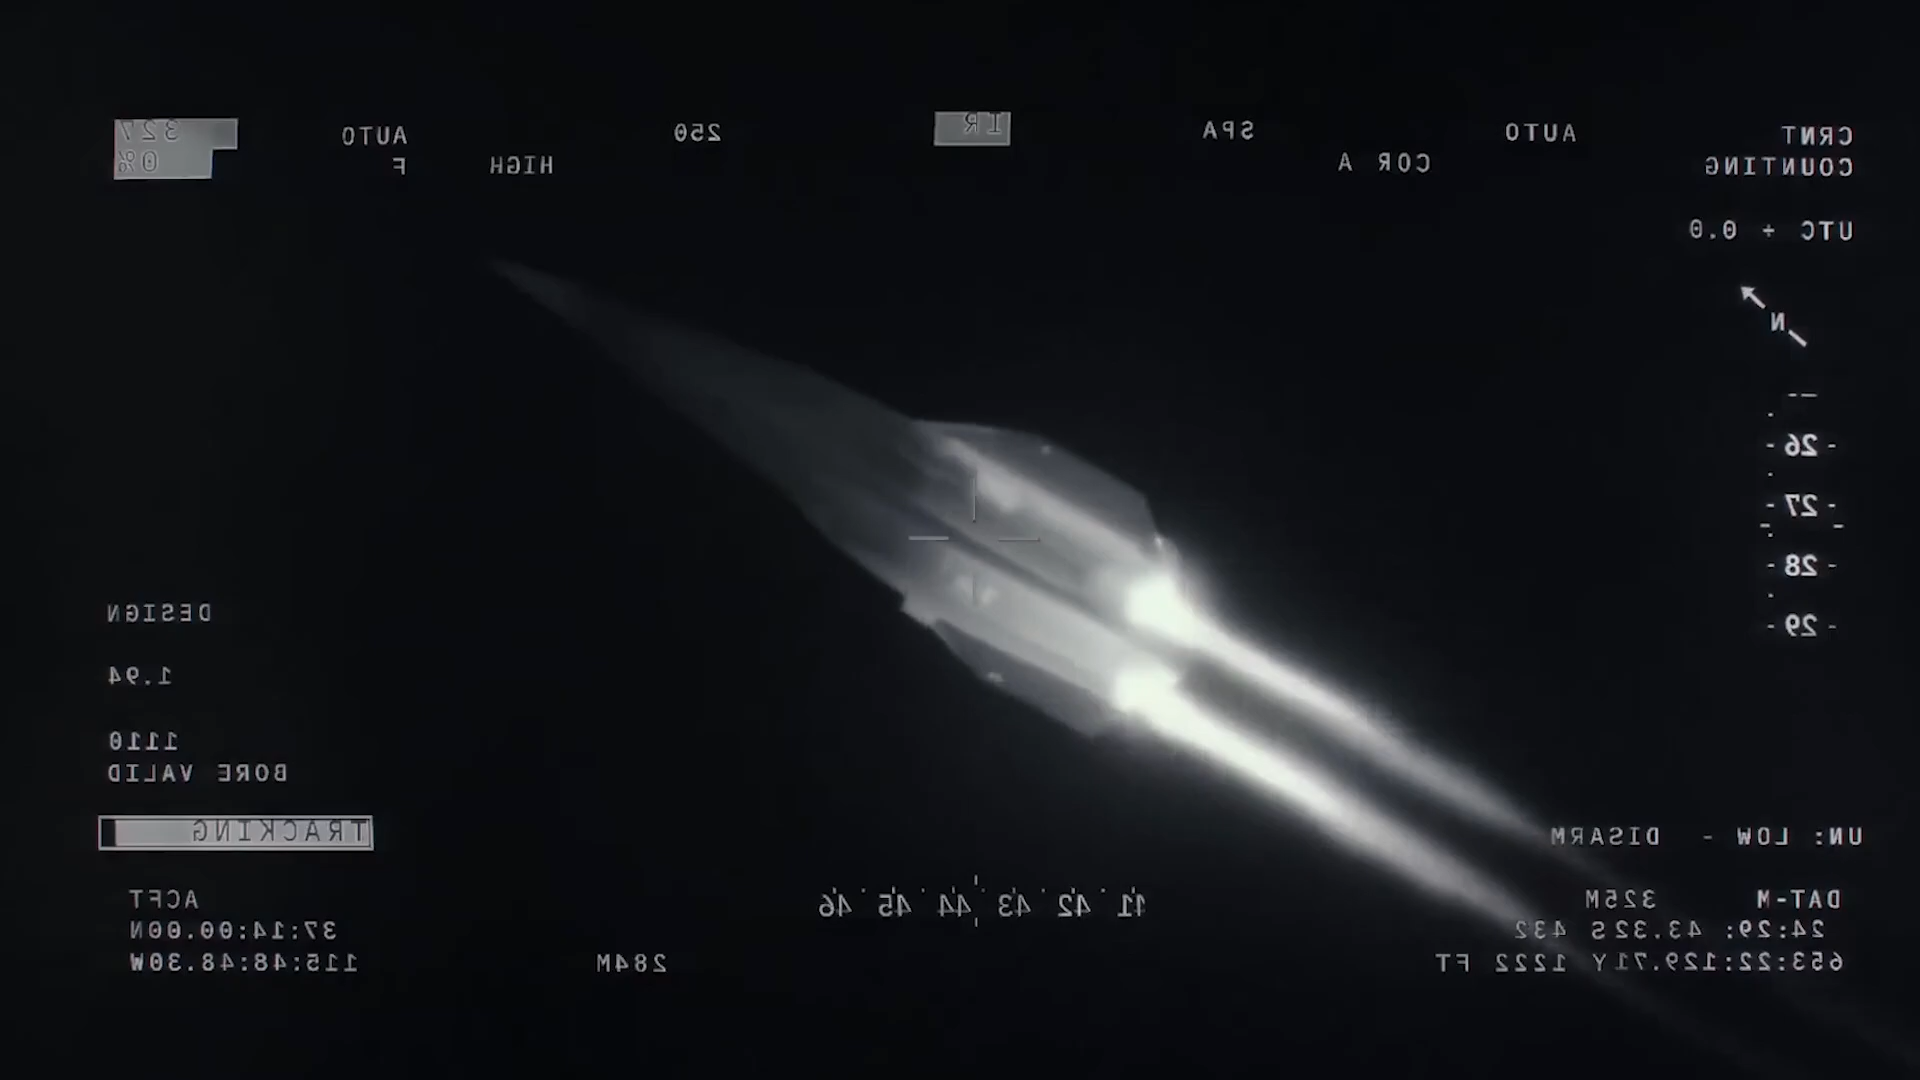 CRNT
COUNTING
AUTO
SPA
COR A
IR
250
HIGH
AUTO
F
327
0%
UTC + 0.0
N
- 26 -
- 27 -
- 28 -
- 29 -
DESIGN
1.94
1110
BORE VALID
TRACKING
UN: LOW - DISARM
DAT-M 325M
24:29: 43.32S 432
653:22:129.71Y 1222 FT
11 42 43 44 45 46
284M
ACFT
37:14:00.00N
115:48:48.30W